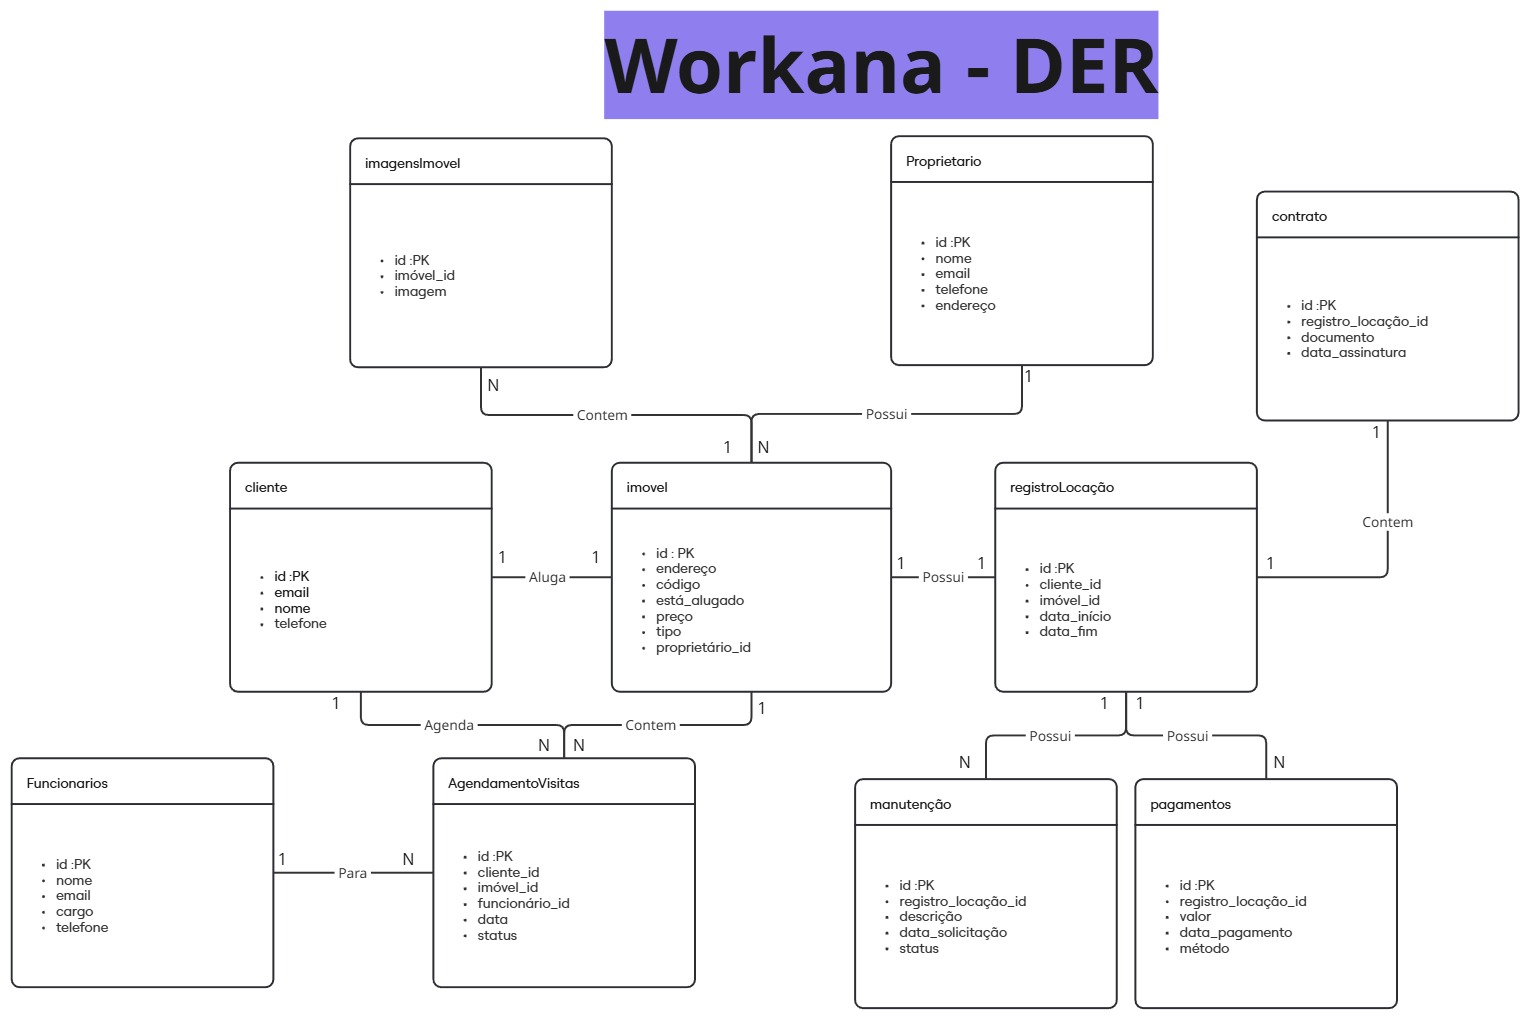 Workana - DER
imagensImovel
• id :PK
• imóvel_id
• imagem
N
Proprietario
• id :PK
• nome
• email
• telefone
• endereço
1
contrato
• id :PK
• registro_locação_id
• documento
• data_assinatura
1
Contem
Possui
1
N
Contem
cliente
• id :PK
• email
• nome
• telefone
1
Aluga
1
imovel
• id : PK
• endereço
• código
• está_alugado
• preço
• tipo
• proprietário_id
1
Possui
1
registroLocação
• id :PK
• cliente_id
• imóvel_id
• data_início
• data_fim
1
1
Agenda
Contem
1
N
N
1
1
Possui
Possui
N
N
Funcionarios
• id :PK
• nome
• email
• cargo
• telefone
1
Para
N
AgendamentoVisitas
• id :PK
• cliente_id
• imóvel_id
• funcionário_id
• data
• status
manutenção
• id :PK
• registro_locação_id
• descrição
• data_solicitação
• status
pagamentos
• id :PK
• registro_locação_id
• valor
• data_pagamento
• método